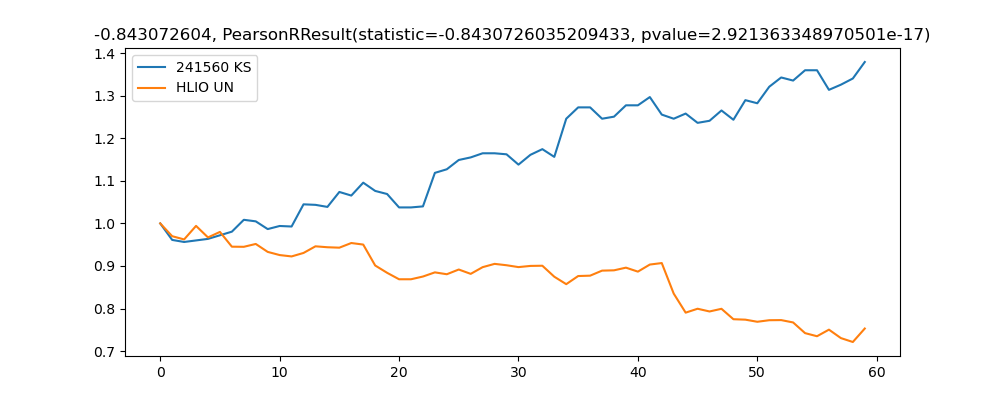 -0.843072604, PearsonRResult(statistic=-0.8430726035209433, pvalue=2.921363348970501e-17)
1.4
1.3
1.2
1.1
1.0
0.9
0.8
0.7
241560 KS
HLIO UN
0 10 20 30 40 50 60